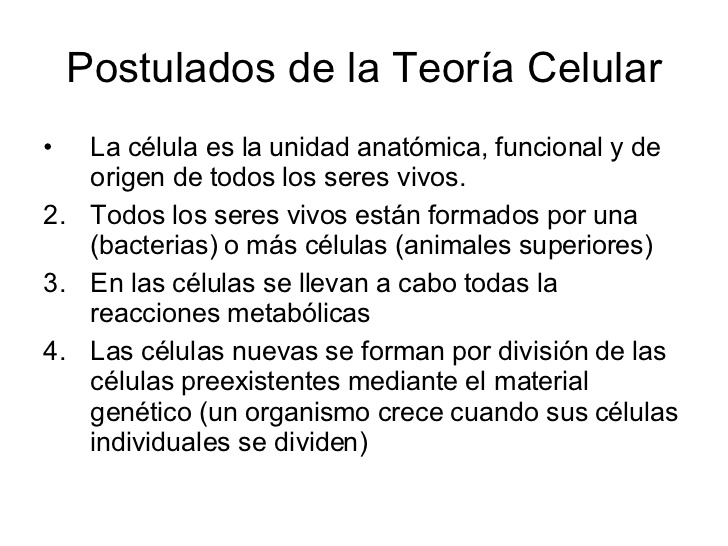 Postulados de la Teoría Celular
• La célula es la unidad anatómica, funcional y de
origen de todos los seres vivos.
2. Todos los seres vivos están formados por una
(bacterias) o más células (animales superiores)
3. En las células se llevan a cabo todas la
reacciones metabólicas
4. Las células nuevas se forman por división de las
células preexistentes mediante el material
genético (un organismo crece cuando sus células
individuales se dividen)